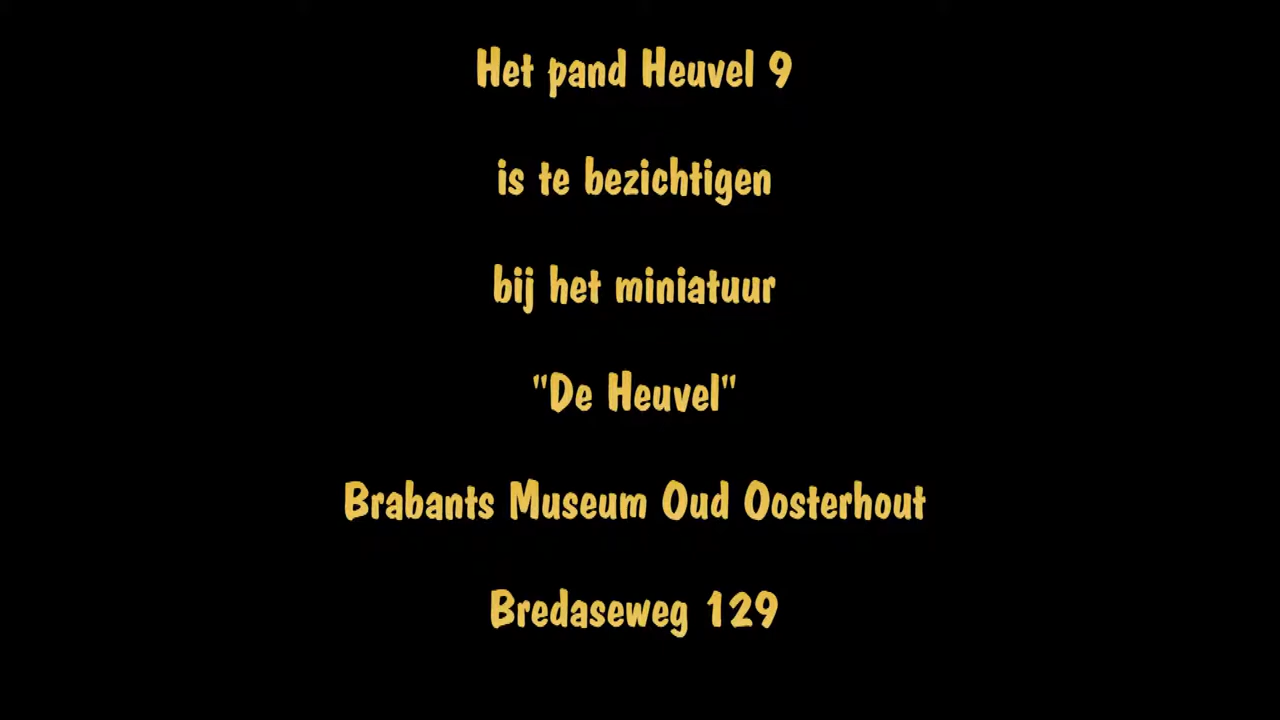 Het pand Heuvel 9
is te bezichtigen
bij het miniatuur
"De Heuvel"
Brabants Museum Oud Oosterhout
Bredaseweg 129